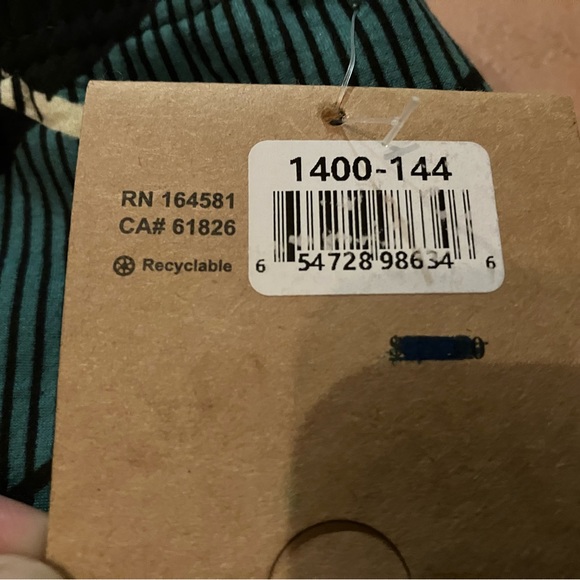 1400-144
RN 164581
CA# 61826
Recyclable
6 54728 98634 6